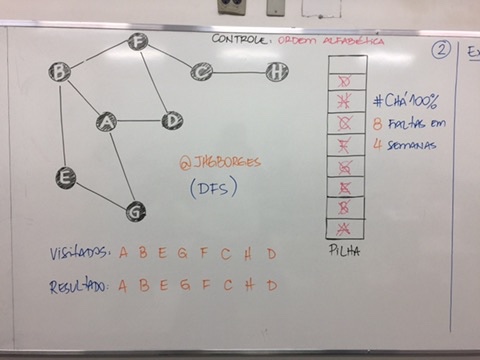 CONTROLE: ORDEM ALFABÉTICA
2
F
B
C
H
A
D
E
G
@JHGBORGES
(DFS)
D
H
C
F
G
E
B
A
PILHA
#CHÁ100%
8 FALTAS EM
4 SEMANAS
VISITADOS: A B E G F C H D
RESULTADO: A B E G F C H D